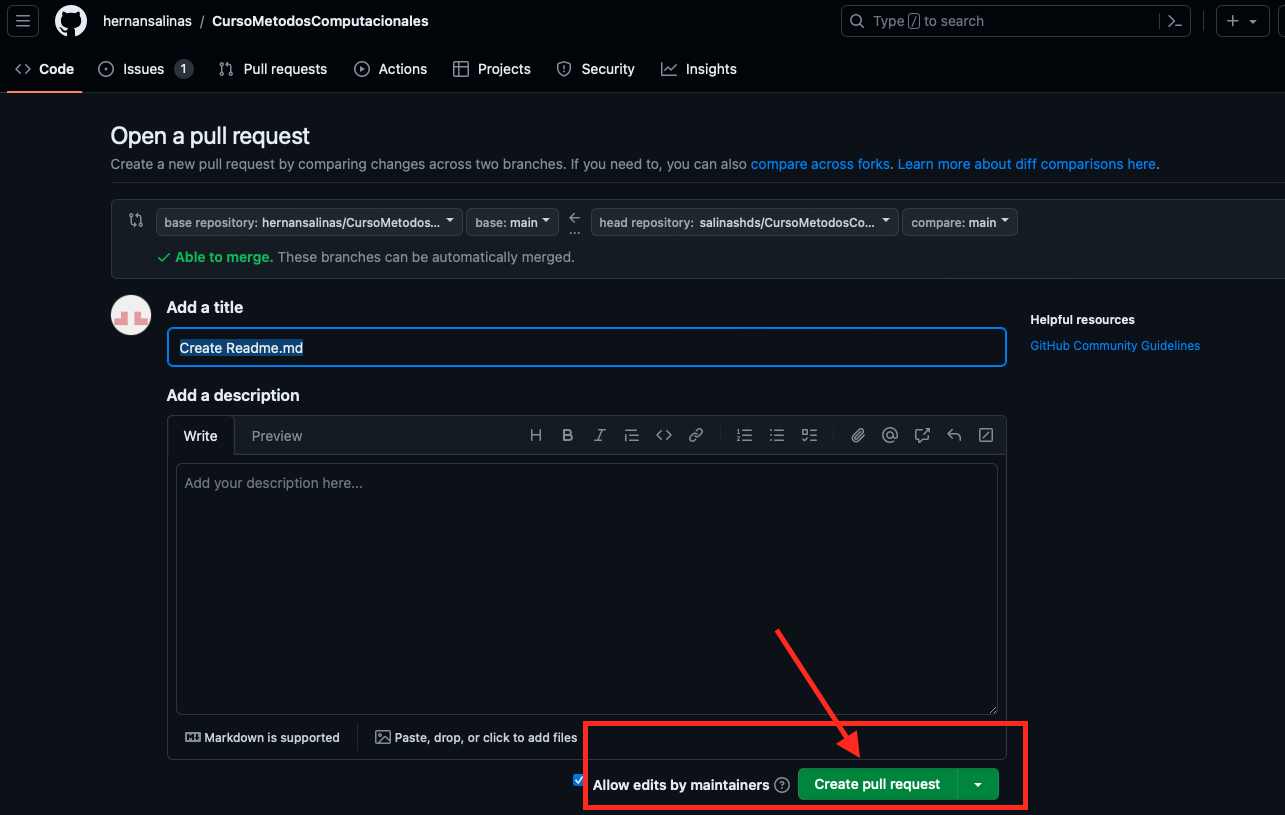 hernansalinas / CursoMetodosComputacionales
Type / to search
Code Issues 1 Pull requests Actions Projects Security Insights
Open a pull request
Create a new pull request by comparing changes across two branches. If you need to, you can also compare across forks. Learn more about diff comparisons here.
base repository: hernansalinas/CursoMetodos... base: main ← ... head repository: salinashds/CursoMetodosCo... compare: main
Able to merge. These branches can be automatically merged.
Add a title
Helpful resources
Create Readme.md
GitHub Community Guidelines
Add a description
Write Preview
Add your description here...
Markdown is supported Paste, drop, or click to add files
Allow edits by maintainers ? Create pull request